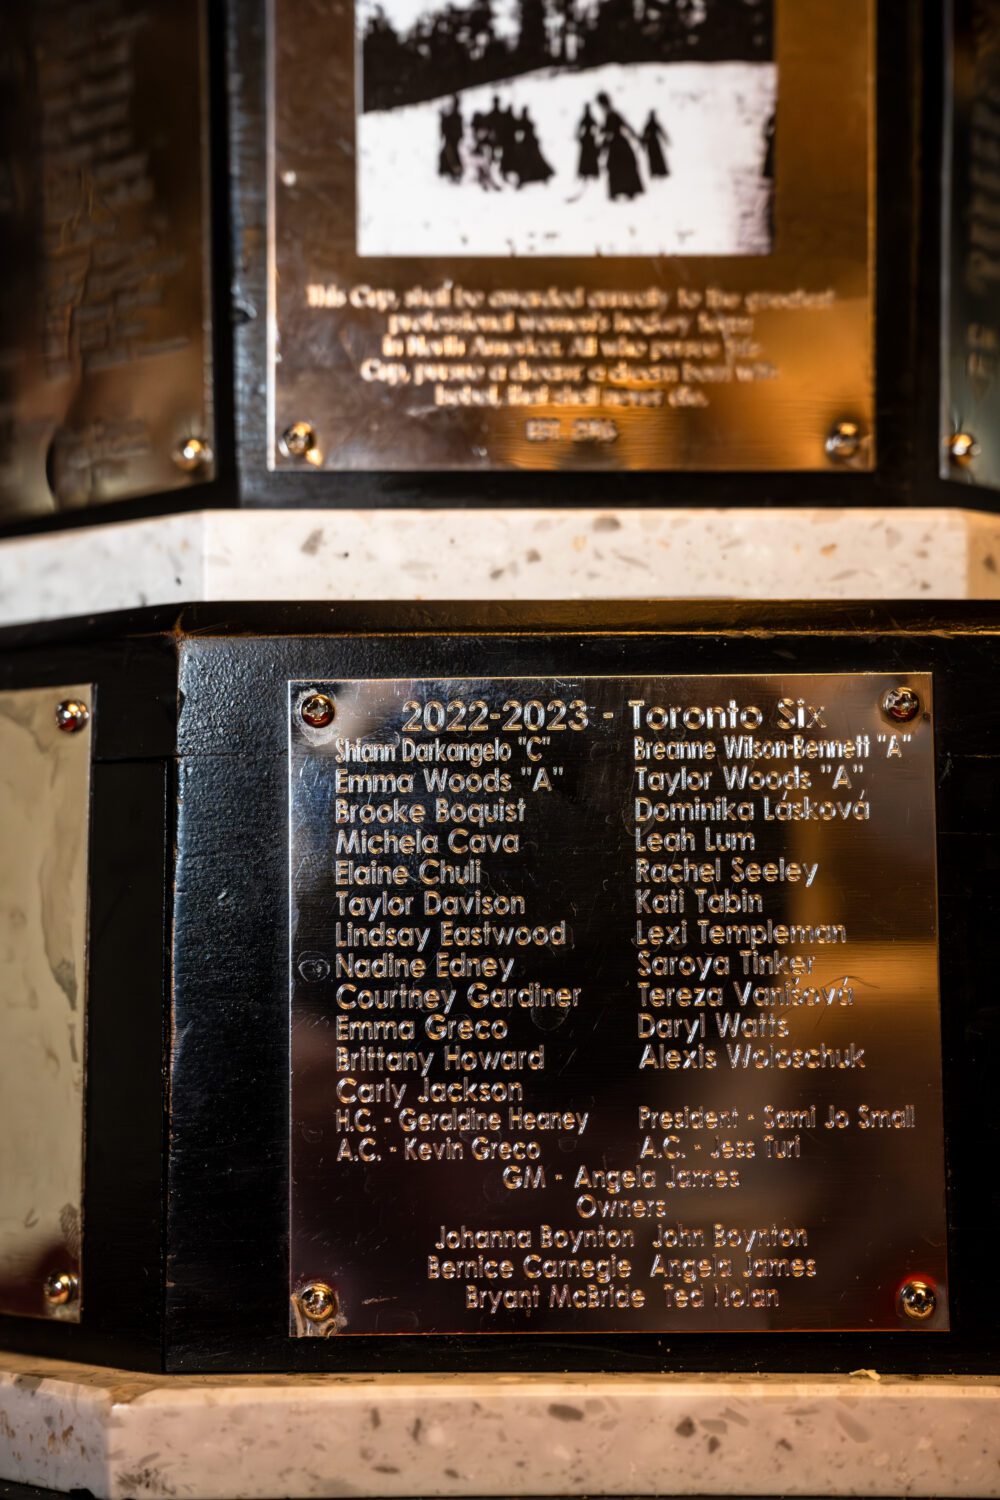 This Cup, shall be awarded annually to the greatest
professional women's hockey team
in North America. All who pursue this
Cup, pursue a dream; a dream born with
Isobel, that shall never die.
EST. 2016
2022-2023 - Toronto Six
Shiann Darkangelo "C" Breanne Wilson-Bennett "A"
Emma Woods "A" Taylor Woods "A"
Brooke Boquist Dominika Lásková
Michela Cava Leah Lum
Elaine Chuli Rachel Seeley
Taylor Davison Kati Tabin
Lindsay Eastwood Lexi Templeman
Nadine Edney Saroya Tinker
Courtney Gardiner Tereza Vanišová
Emma Greco Daryl Watts
Brittany Howard Alexis Woloschuk
Carly Jackson
H.C. - Geraldine Heaney President - Sami Jo Small
A.C. - Kevin Greco A.C. - Jess Turi
GM - Angela James
Owners
Johanna Boynton John Boynton
Bernice Carnegie Angela James
Bryant McBride Ted Nolan